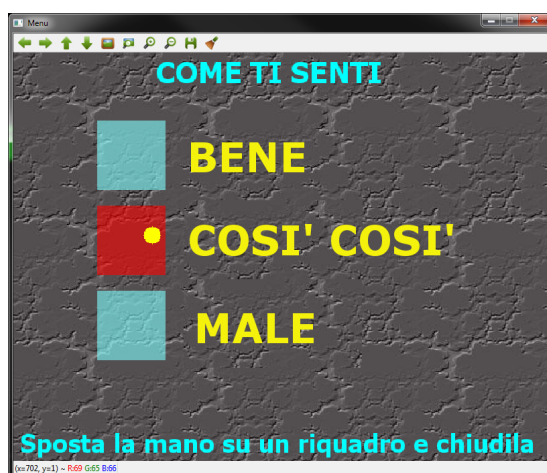 Menu
COME TI SENTI
BENE
COSI' COSI'
MALE
Sposta la mano su un riquadro e chiudila
(x=702, y=1) ~ R:69 G:65 B:66